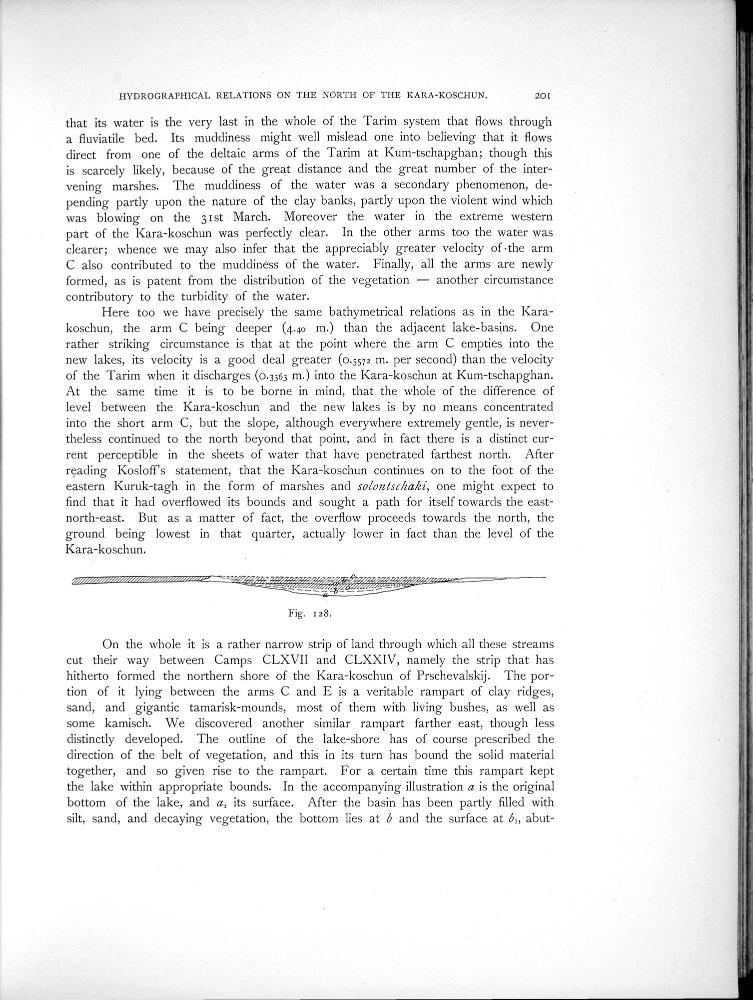 HYDROGRAPHICAL RELATIONS ON THE NORTH OF THE KARA-KOSCHUN. 201
that its water is the very last in the whole of the Tarim system that flows through
a fluviatile bed. Its muddiness might well mislead one into believing that it flows
direct from one of the deltaic arms of the Tarim at Kum-tschapghan; though this
is scarcely likely, because of the great distance and the great number of the inter-
vening marshes. The muddiness of the water was a secondary phenomenon, de-
pending partly upon the nature of the clay banks, partly upon the violent wind which
was blowing on the 31st March. Moreover the water in the extreme western
part of the Kara-koschun was perfectly clear. In the other arms too the water was
clearer; whence we may also infer that the appreciably greater velocity of the arm
C also contributed to the muddiness of the water. Finally, all the arms are newly
formed, as is patent from the distribution of the vegetation — another circumstance
contributory to the turbidity of the water.
Here too we have precisely the same bathymetrical relations as in the Kara-
koschun, the arm C being deeper (4.40 m.) than the adjacent lake-basins. One
rather striking circumstance is that at the point where the arm C empties into the
new lakes, its velocity is a good deal greater (0.5572 m. per second) than the velocity
of the Tarim when it discharges (0.3363 m.) into the Kara-koschun at Kum-tschapghan.
At the same time it is to be borne in mind, that the whole of the difference of
level between the Kara-koschun and the new lakes is by no means concentrated
into the short arm C, but the slope, although everywhere extremely gentle, is never-
theless continued to the north beyond that point, and in fact there is a distinct cur-
rent perceptible in the sheets of water that have penetrated farthest north. After
reading Kosloff's statement, that the Kara-koschun continues on to the foot of the
eastern Kuruk-tagh in the form of marshes and solontschaki, one might expect to
find that it had overflowed its bounds and sought a path for itself towards the east-
north-east. But as a matter of fact, the overflow proceeds towards the north, the
ground being lowest in that quarter, actually lower in fact than the level of the
Kara-koschun.
Fig. 128.
On the whole it is a rather narrow strip of land through which all these streams
cut their way between Camps CLXVII and CLXXIV, namely the strip that has
hitherto formed the northern shore of the Kara-koschun of Prschevalskij. The por-
tion of it lying between the arms C and E is a veritable rampart of clay ridges,
sand, and gigantic tamarisk-mounds, most of them with living bushes, as well as
some kamisch. We discovered another similar rampart farther east, though less
distinctly developed. The outline of the lake-shore has of course prescribed the
direction of the belt of vegetation, and this in its turn has bound the solid material
together, and so given rise to the rampart. For a certain time this rampart kept
the lake within appropriate bounds. In the accompanying illustration a is the original
bottom of the lake, and a₁ its surface. After the basin has been partly filled with
silt, sand, and decaying vegetation, the bottom lies at b and the surface at b₁, abut-